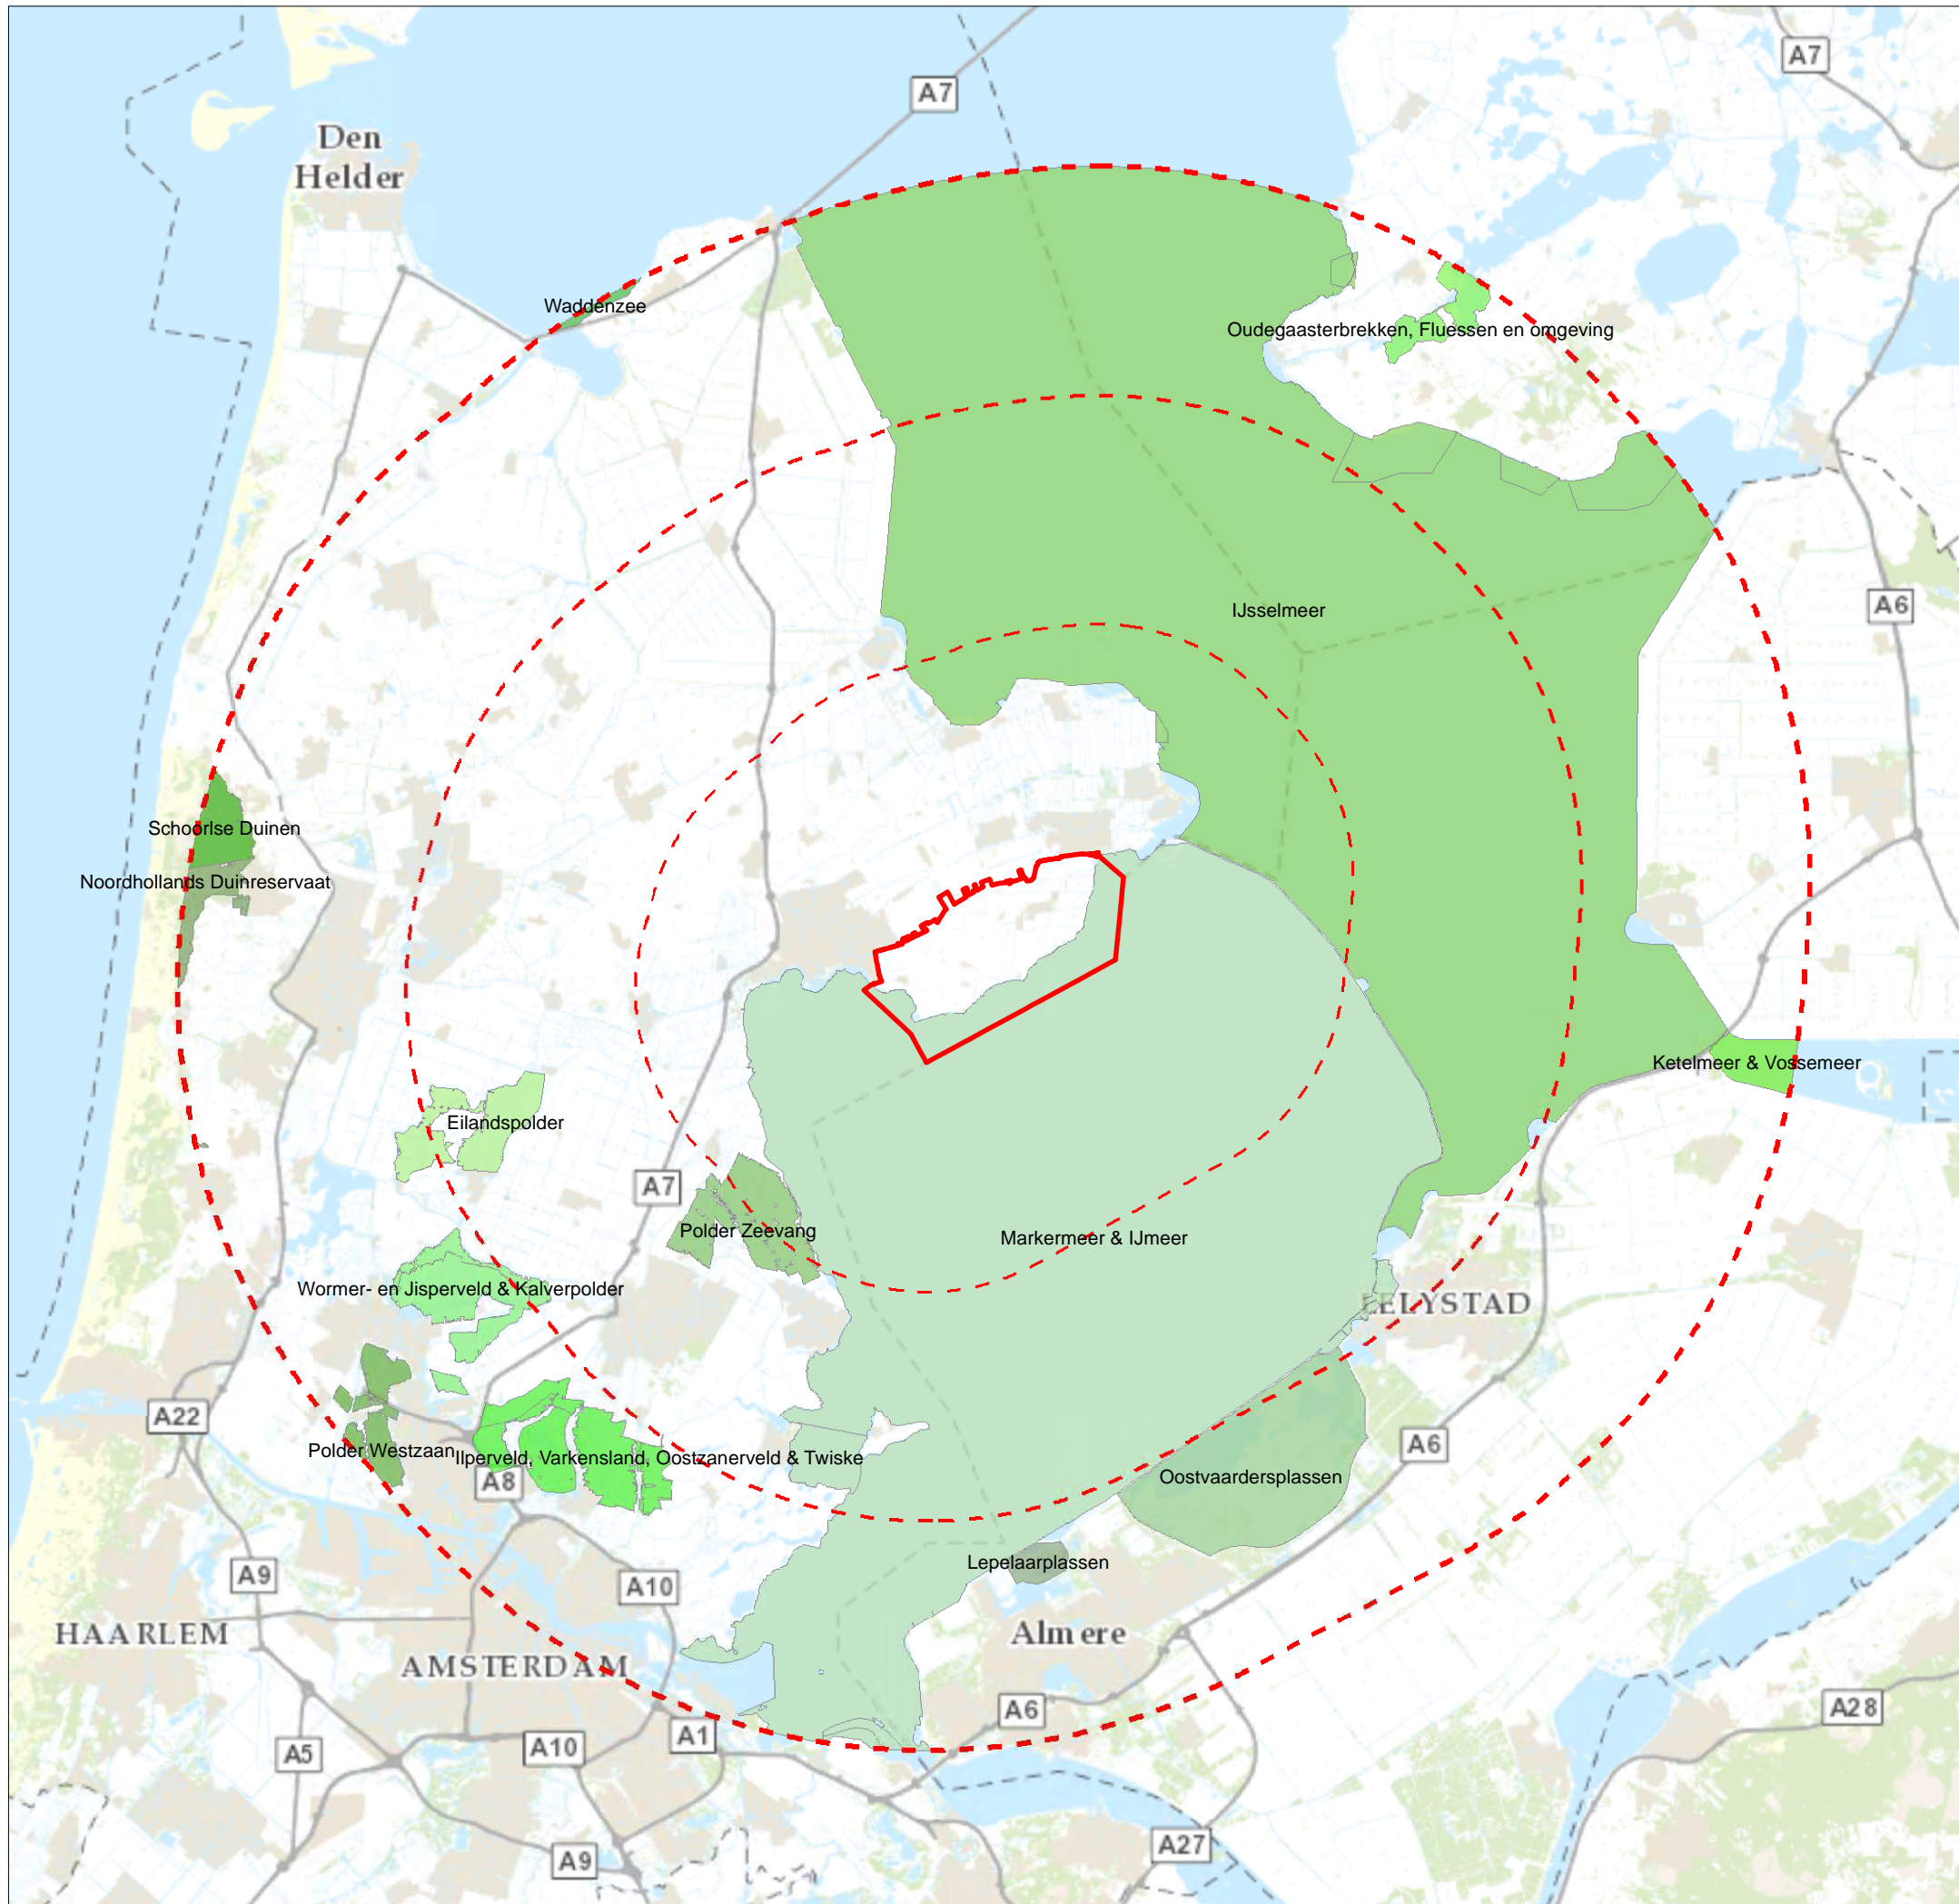 A7
A7
Den
Helder
Waddenzee
Oudegaasterbrekken, Fluessen en omgeving
A6
IJsselmeer
Schoorlse Duinen
Noordhollands Duinreservaat
Ketelmeer & Vossemeer
Eilandspolder
A7
Polder Zeevang
Markermeer & IJmeer
Wormer- en Jisperveld & Kalverpolder
LELYSTAD
A22
Polder Westzaan
Ilperveld, Varkensland, Oostzanerveld & Twiske
A6
A8
Oostvaardersplassen
Lepelaarplassen
A9
A10
HAARLEM
Almere
AMSTERDAM
A6
A28
A1
A5
A10
A27
A9